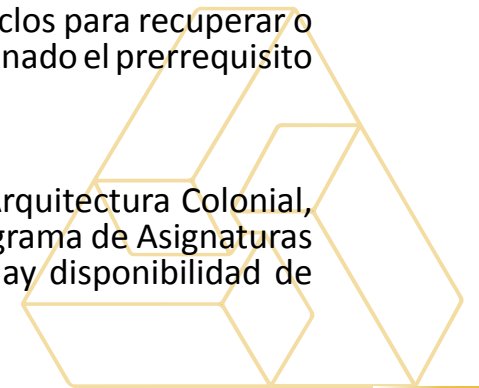 clos para recuperar o
nado el prerrequisito
rquitectura Colonial,
grama de Asignaturas
ay disponibilidad de